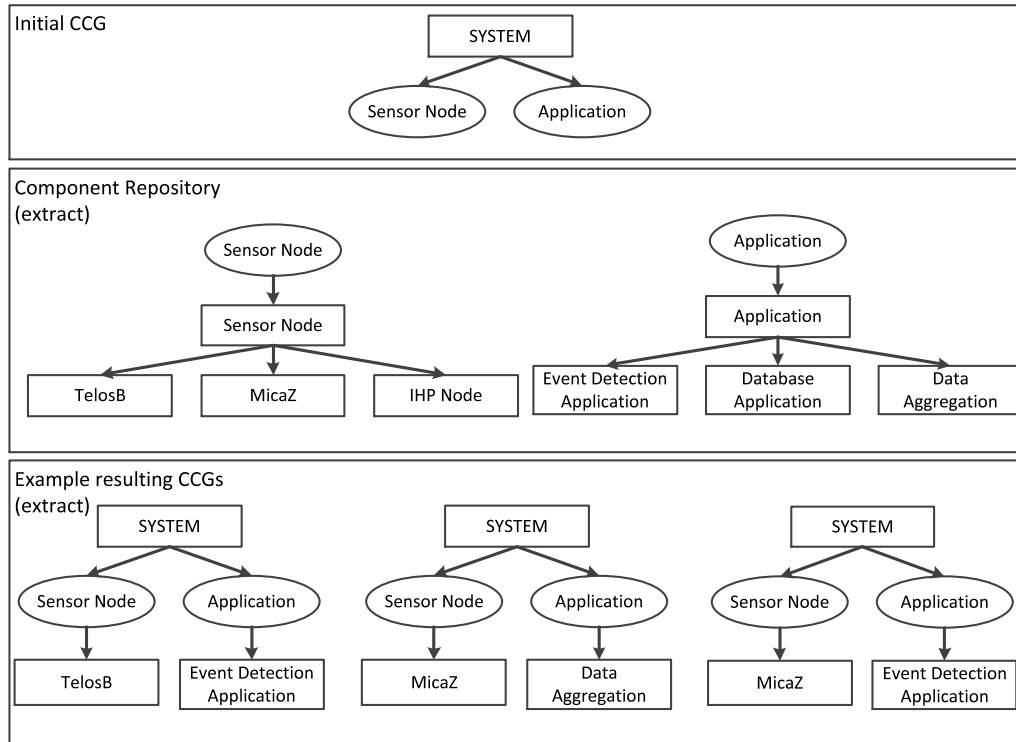 Initial CCG
SYSTEM
Sensor Node
Application
Component Repository
(extract)
Sensor Node
Application
Sensor Node
Application
TelosB
MicaZ
IHP Node
Event Detection
Application
Database
Application
Data
Aggregation
Example resulting CCGs
(extract)
SYSTEM
SYSTEM
SYSTEM
Sensor Node
Application
Sensor Node
Application
Sensor Node
Application
TelosB
Event Detection
Application
MicaZ
Data
Aggregation
MicaZ
Event Detection
Application